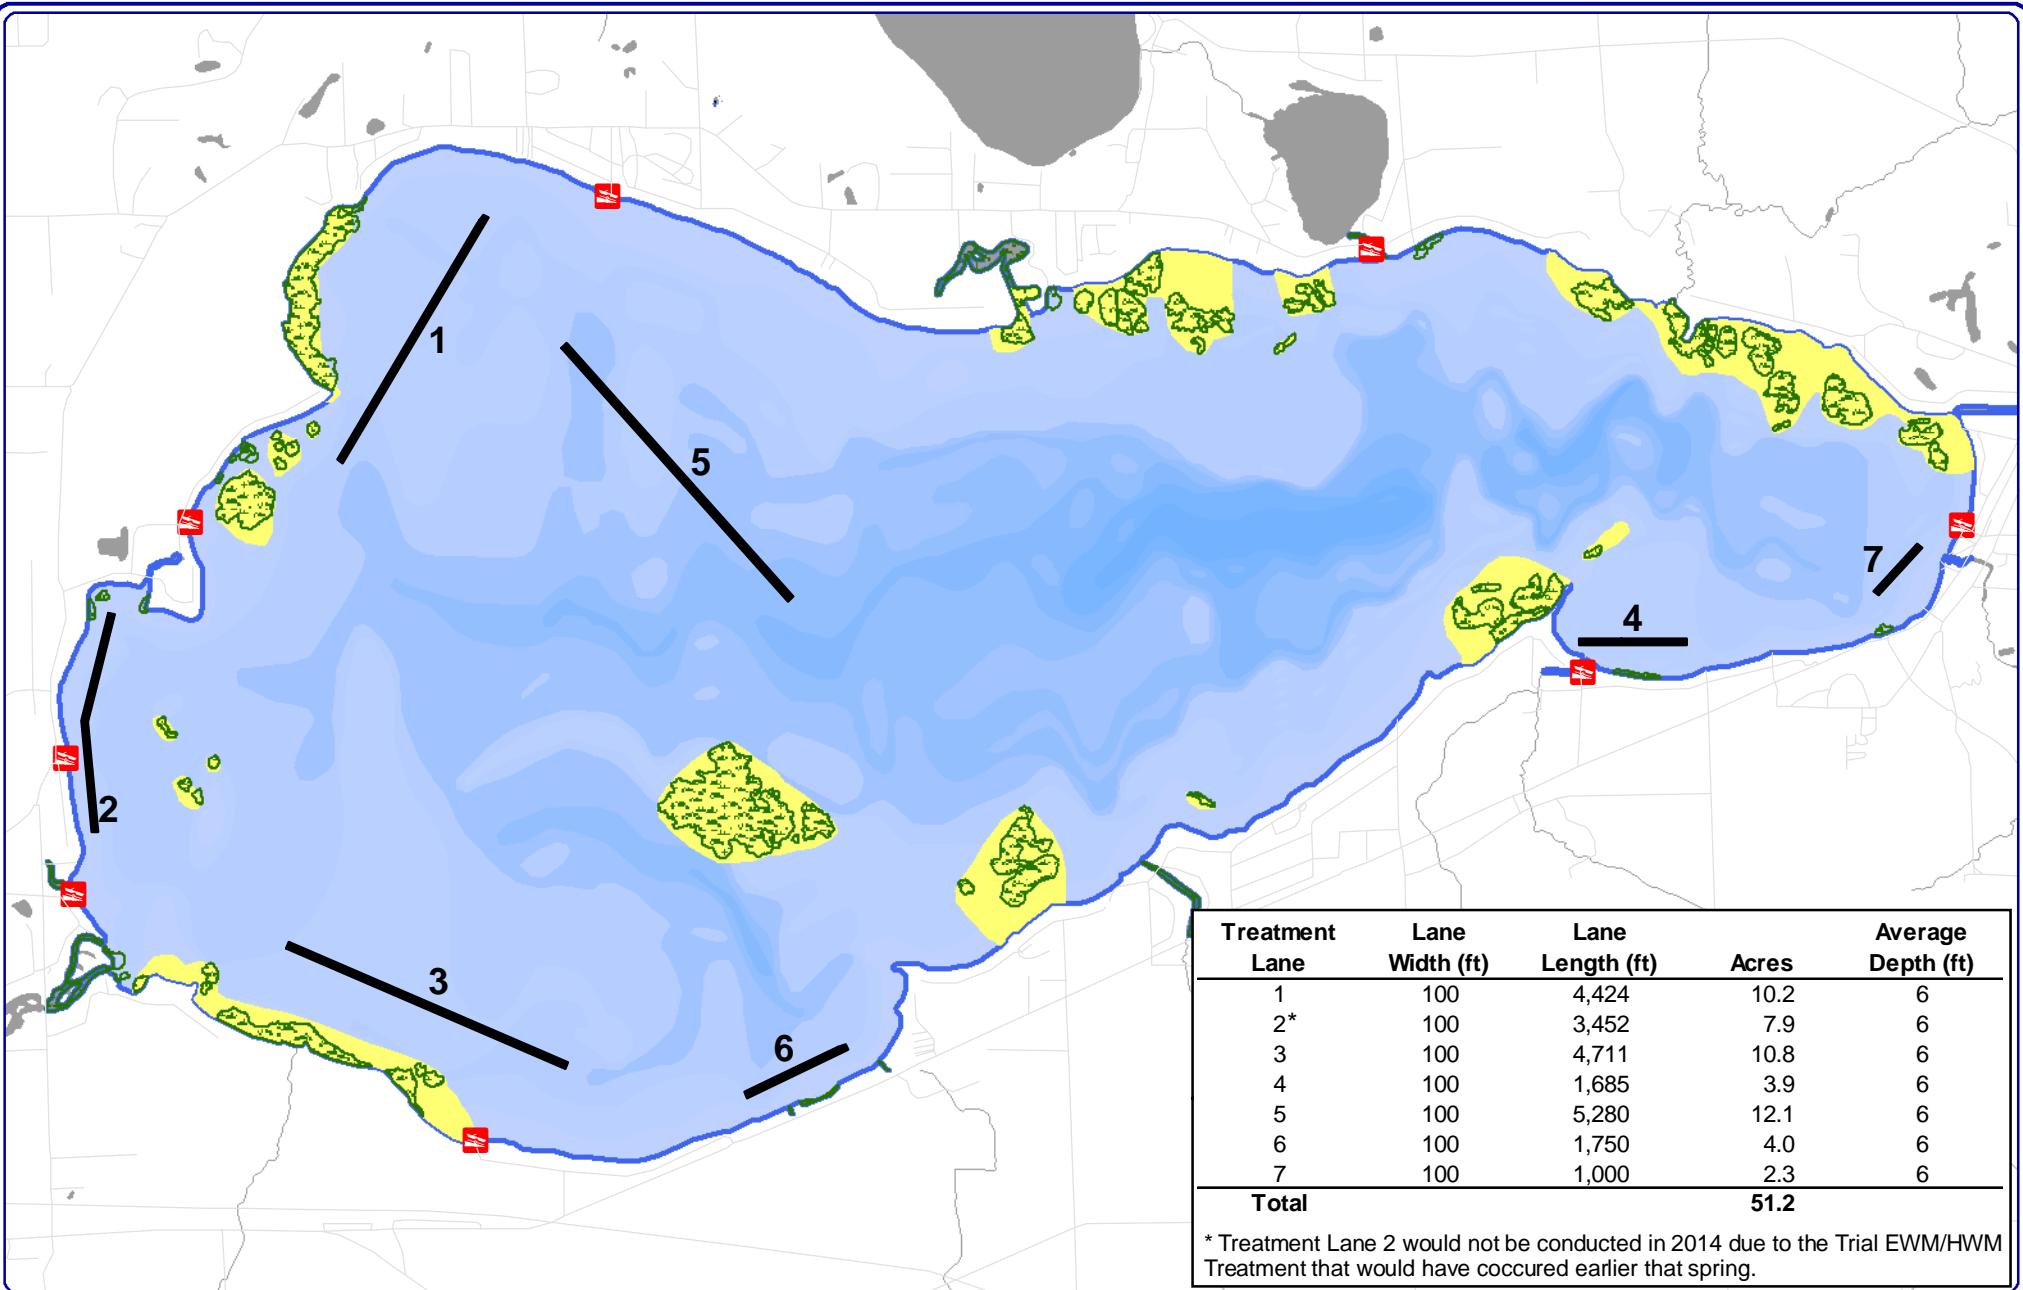 1
5
7
4
2
3
6
Treatment Lane Lane Average
Lane Width (ft) Length (ft) Acres Depth (ft)
1 100 4,424 10.2 6
2* 100 3,452 7.9 6
3 100 4,711 10.8 6
4 100 1,685 3.9 6
5 100 5,280 12.1 6
6 100 1,750 4.0 6
7 100 1,000 2.3 6
Total 51.2
* Treatment Lane 2 would not be conducted in 2014 due to the Trial EWM/HWM
Treatment that would have coccured earlier that spring.